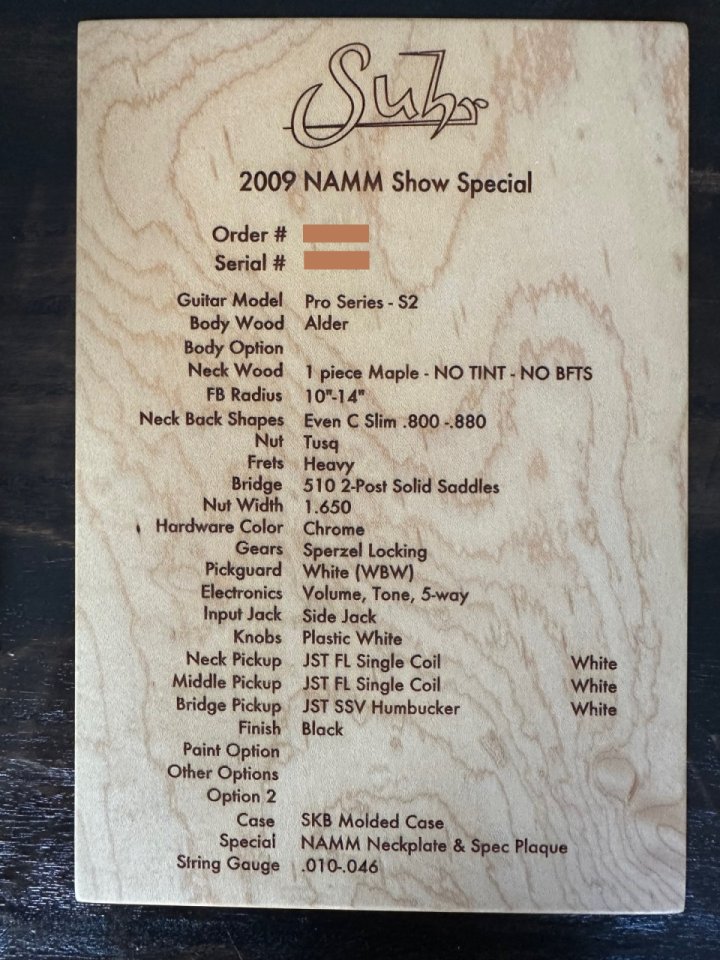 Suhr
2009 NAMM Show Special
Order #
Serial #
Guitar Model Pro Series - S2
Body Wood Alder
Body Option
Neck Wood 1 piece Maple - NO TINT - NO BFTS
FB Radius 10"-14"
Neck Back Shapes Even C Slim .800 -.880
Nut Tusq
Frets Heavy
Bridge 510 2-Post Solid Saddles
Nut Width 1.650
Hardware Color Chrome
Gears Sperzel Locking
Pickguard White (WBW)
Electronics Volume, Tone, 5-way
Input Jack Side Jack
Knobs Plastic White
Neck Pickup JST FL Single Coil White
Middle Pickup JST FL Single Coil White
Bridge Pickup JST SSV Humbucker White
Finish Black
Paint Option
Other Options
Option 2
Case SKB Molded Case
Special NAMM Neckplate & Spec Plaque
String Gauge .010-.046